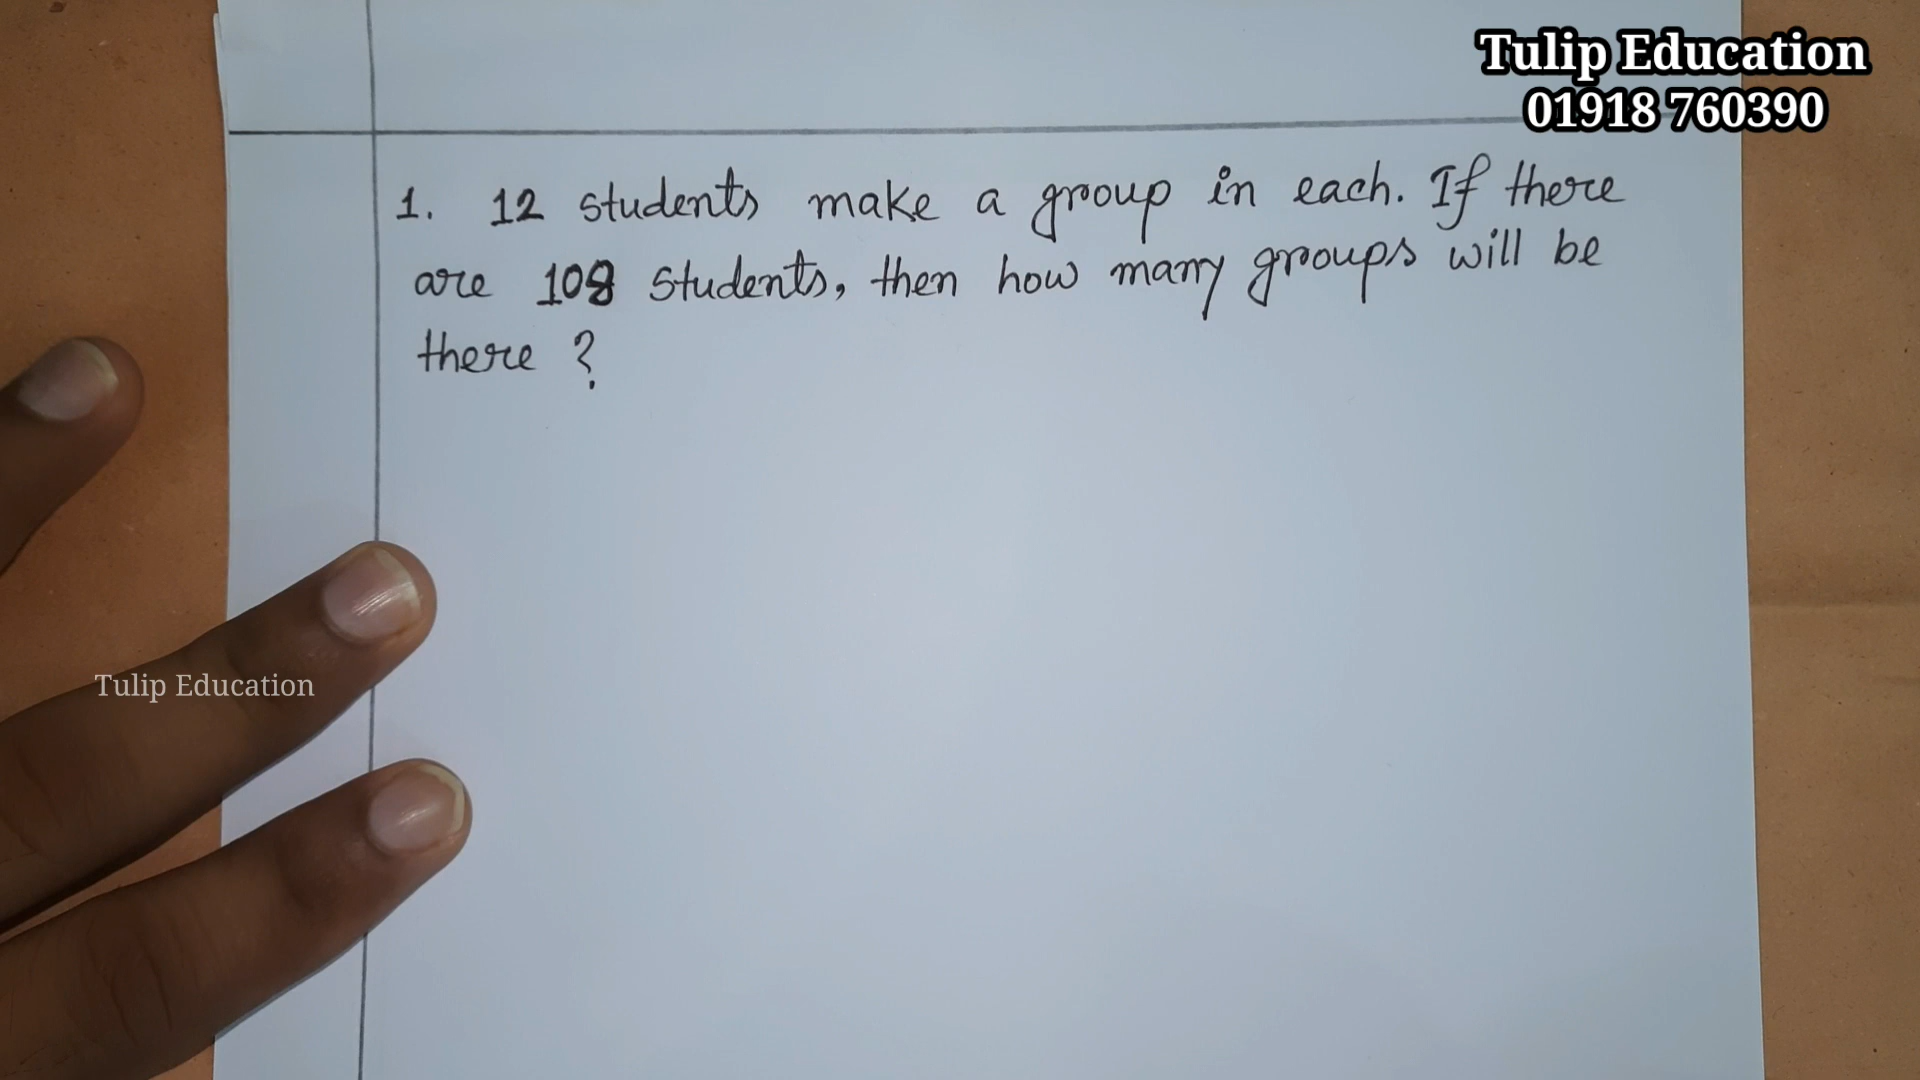 Tulip Education
01918 760390
1. 12 students make a group in each. If there
are 108 students, then how many groups will be
there ?
Tulip Education